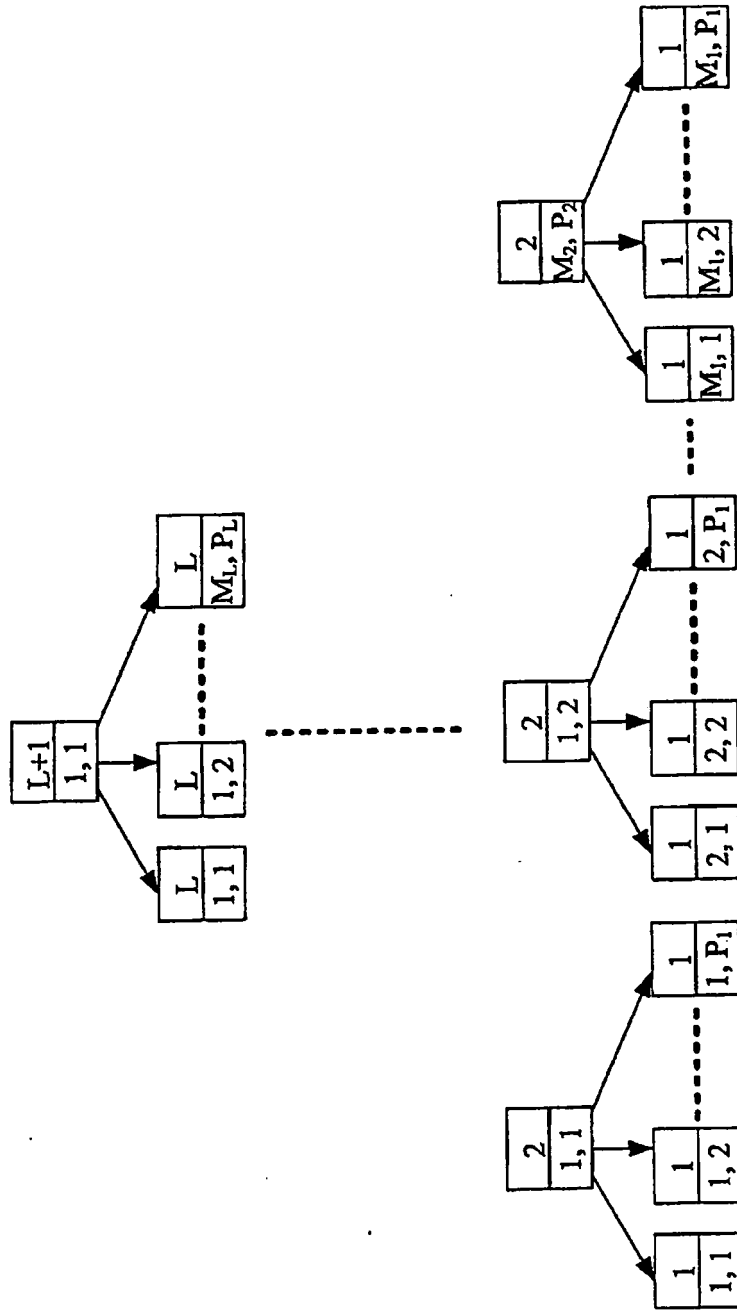 L+1
1, 1
L
1, 1
L
1, 2
L
M_L, P_L
2
1, 1
2
1, 2
2
M_2, P_2
1
1, 1
1
1, 2
1
1, P_1
1
2, 1
1
2, 2
1
2, P_1
1
M_1, 1
1
M_1, 2
1
M_1, P_1